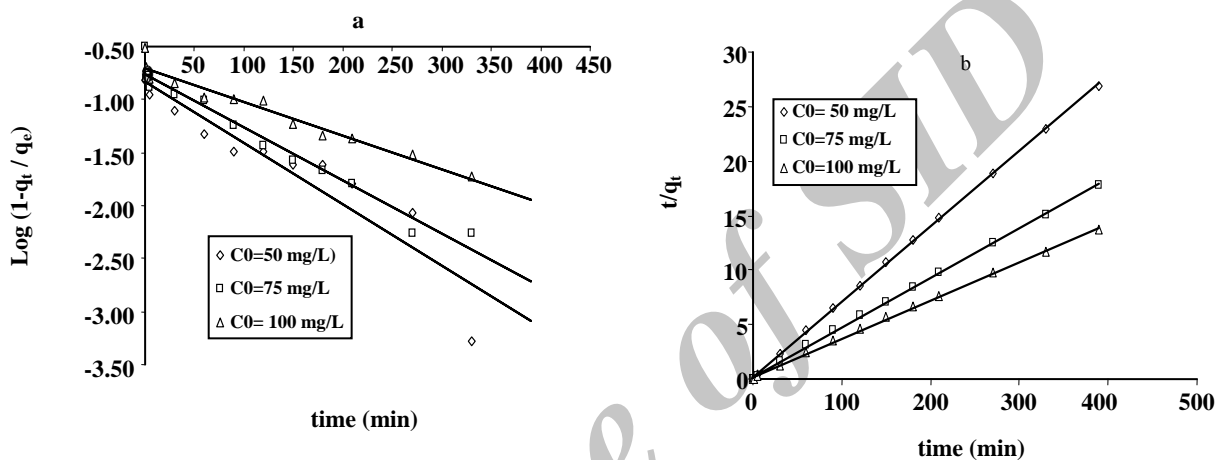 a
-0.50
50 100 150 200 250 300 350 400 450
-1.00
-1.50
-2.00
-2.50
-3.00
-3.50
Log (1-qt / qe)
C0=50 mg/L)
C0=75 mg/L
C0= 100 mg/L
time (min)
b
30
25
20
15
10
5
0
t/qt
C0= 50 mg/L
C0=75 mg/L
C0=100 mg/L
0 100 200 300 400 500
time (min)
e of SID